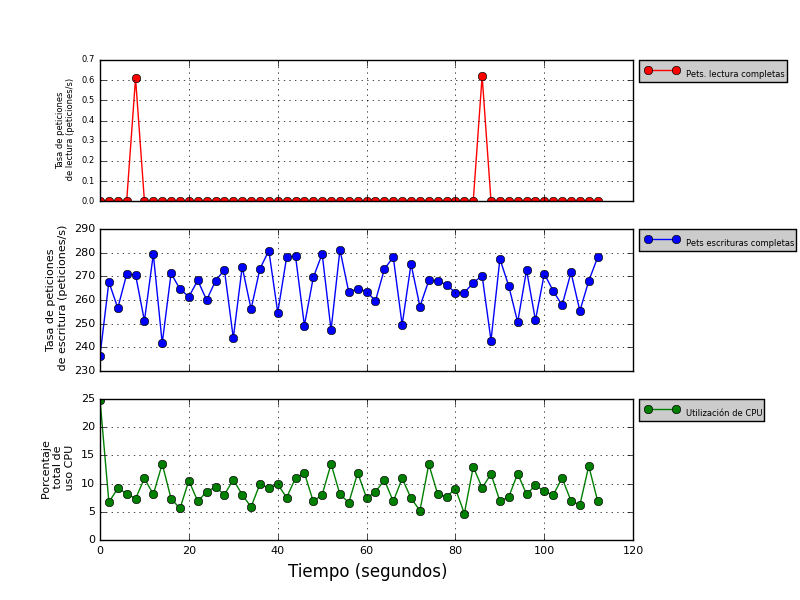 0.7
0.6
0.5
0.4
0.3
0.2
0.1
0.0
Tasa de peticiones
de lectura (peticiones/s)
Pets. lectura completas
290
280
270
260
250
240
230
Tasa de peticiones
de escritura (peticiones/s)
Pets escrituras completas
25
20
15
10
5
0
Porcentaje
total de
uso CPU
Utilización de CPU
0 20 40 60 80 100 120
Tiempo (segundos)